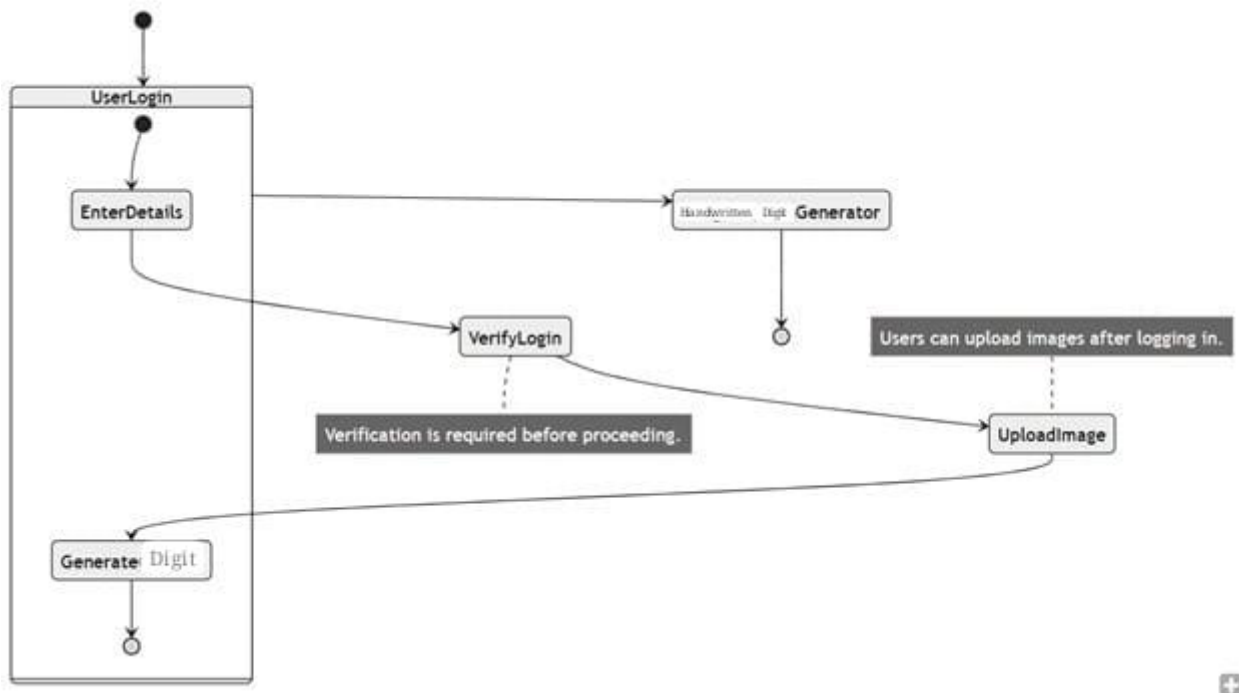 UserLogin
EnterDetails
Handwritten Digit Generator
VerifyLogin
Users can upload images after logging in.
Verification is required before proceeding.
UploadImage
Generate Digit